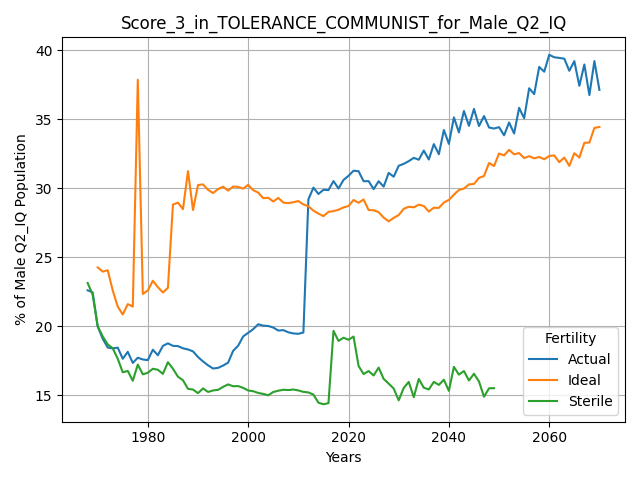 Score_3_in_TOLERANCE_COMMUNIST_for_Male_Q2_IQ
% of Male Q2_IQ Population
40
35
30
25
20
15
1980
2000
2020
2040
2060
Years
Fertility
Actual
Ideal
Sterile